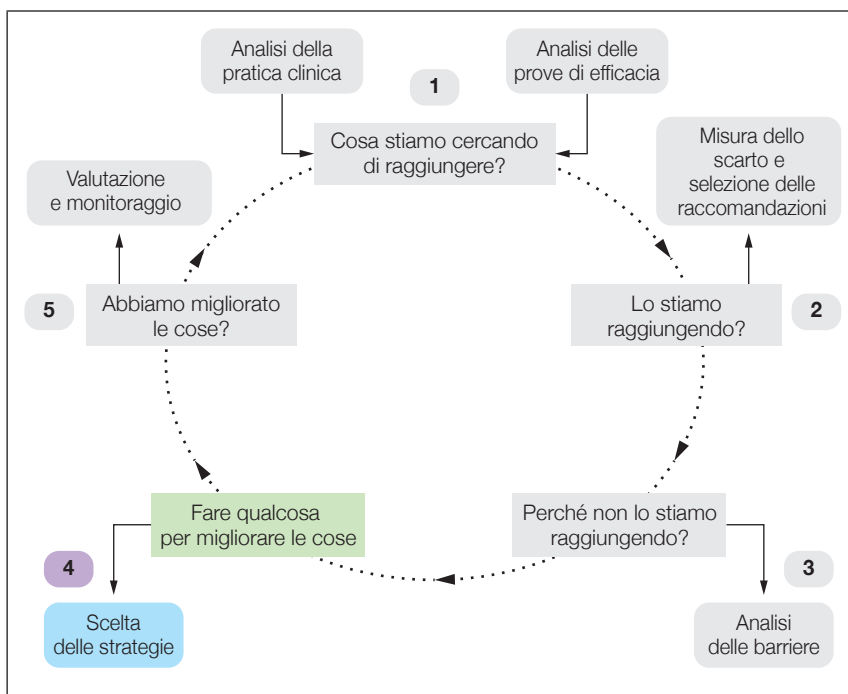 Analisi della
pratica clinica
Analisi delle
prove di efficacia
1
Cosa stiamo cercando
di raggiungere?
Misura dello
scarto e
selezione delle
raccomandazioni
Valutazione
e monitoraggio
5
Abbiamo migliorato
le cose?
Lo stiamo
raggiungendo?
2
Fare qualcosa
per migliorare le cose
Perché non lo stiamo
raggiungendo?
4
3
Scelta
delle strategie
Analisi
delle barriere